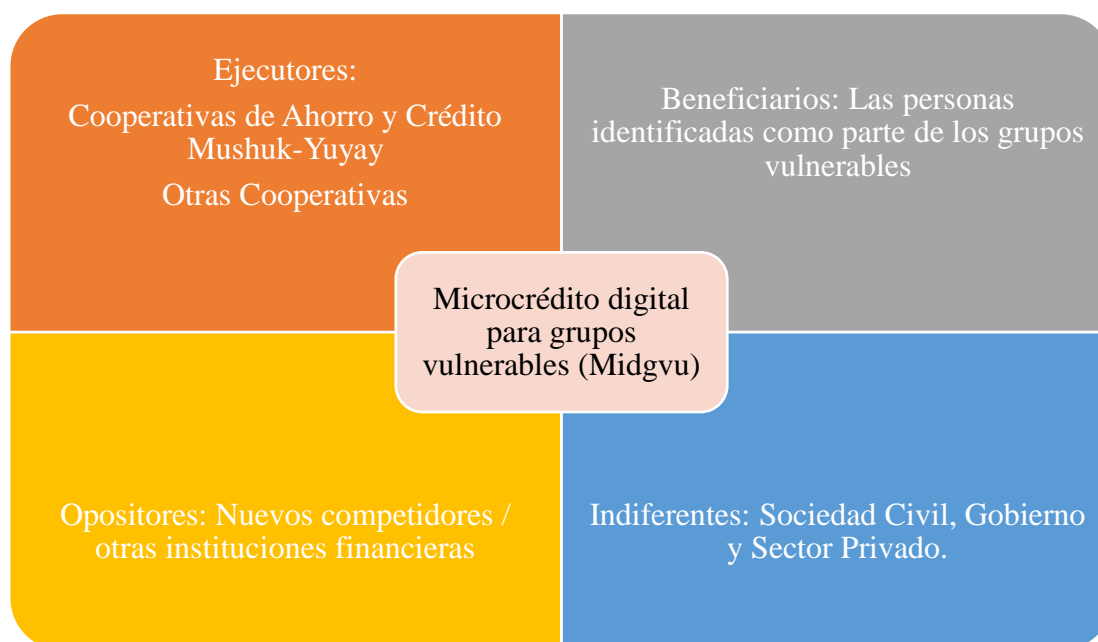 Ejecutores:
Cooperativas de Ahorro y Crédito
Mushuk-Yuyay
Otras Cooperativas
Beneficiarios: Las personas
identificadas como parte de los grupos
vulnerables
Microcrédito digital
para grupos
vulnerables (Midgvu)
Opositores: Nuevos competidores /
otras instituciones financieras
Indiferentes: Sociedad Civil, Gobierno
y Sector Privado.